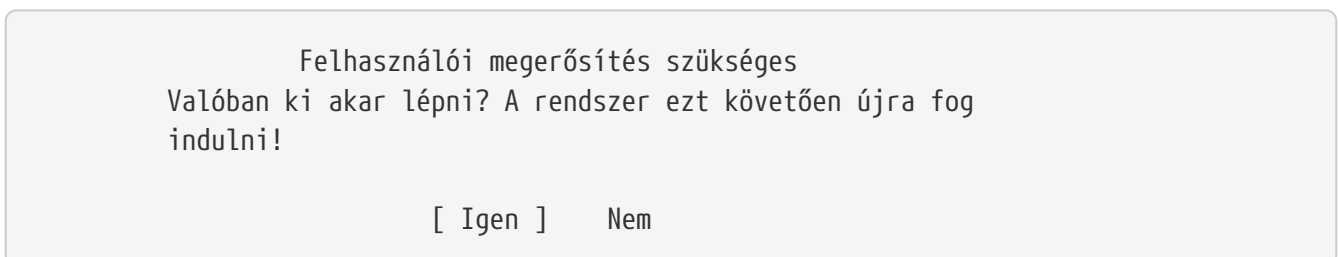 Felhasználói megerősítés szükséges
Valóban ki akar lépni? A rendszer ezt követően újra fog
indulni!
[ Igen ] Nem